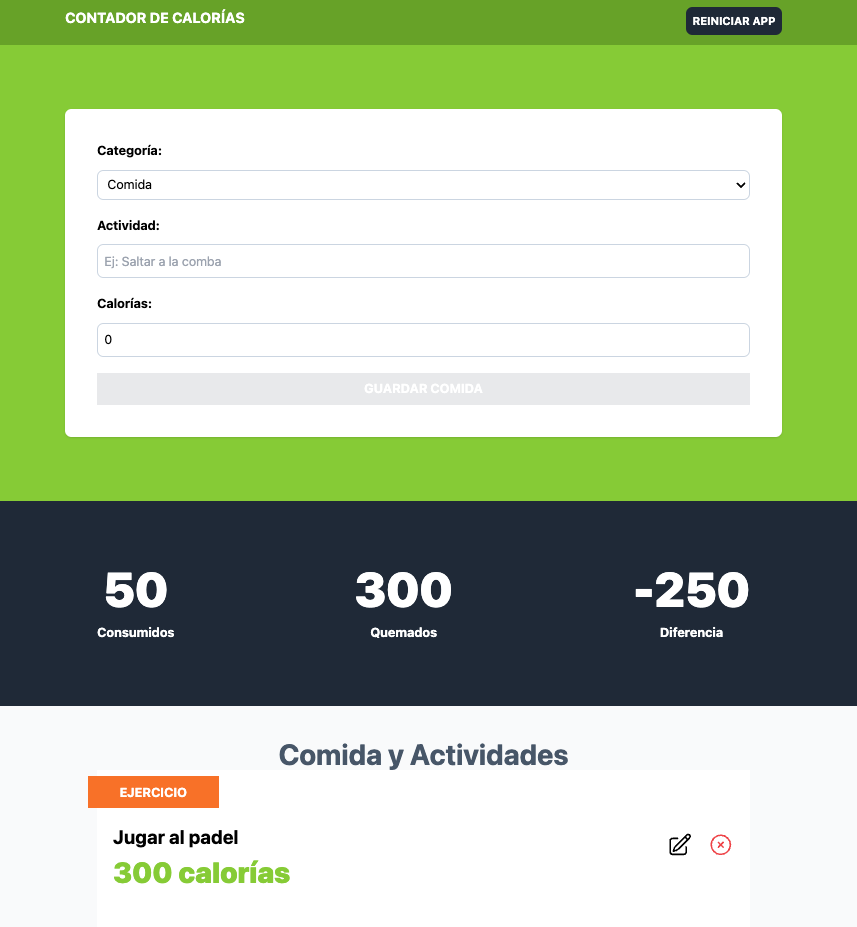 CONTADOR DE CALORÍAS
REINICIAR APP
Categoría:
Comida
Actividad:
Ej: Saltar a la comba
Calorías:
0
GUARDAR COMIDA
50
Consumidos
300
Quemados
-250
Diferencia
Comida y Actividades
EJERCICIO
Jugar al padel
300 calorías